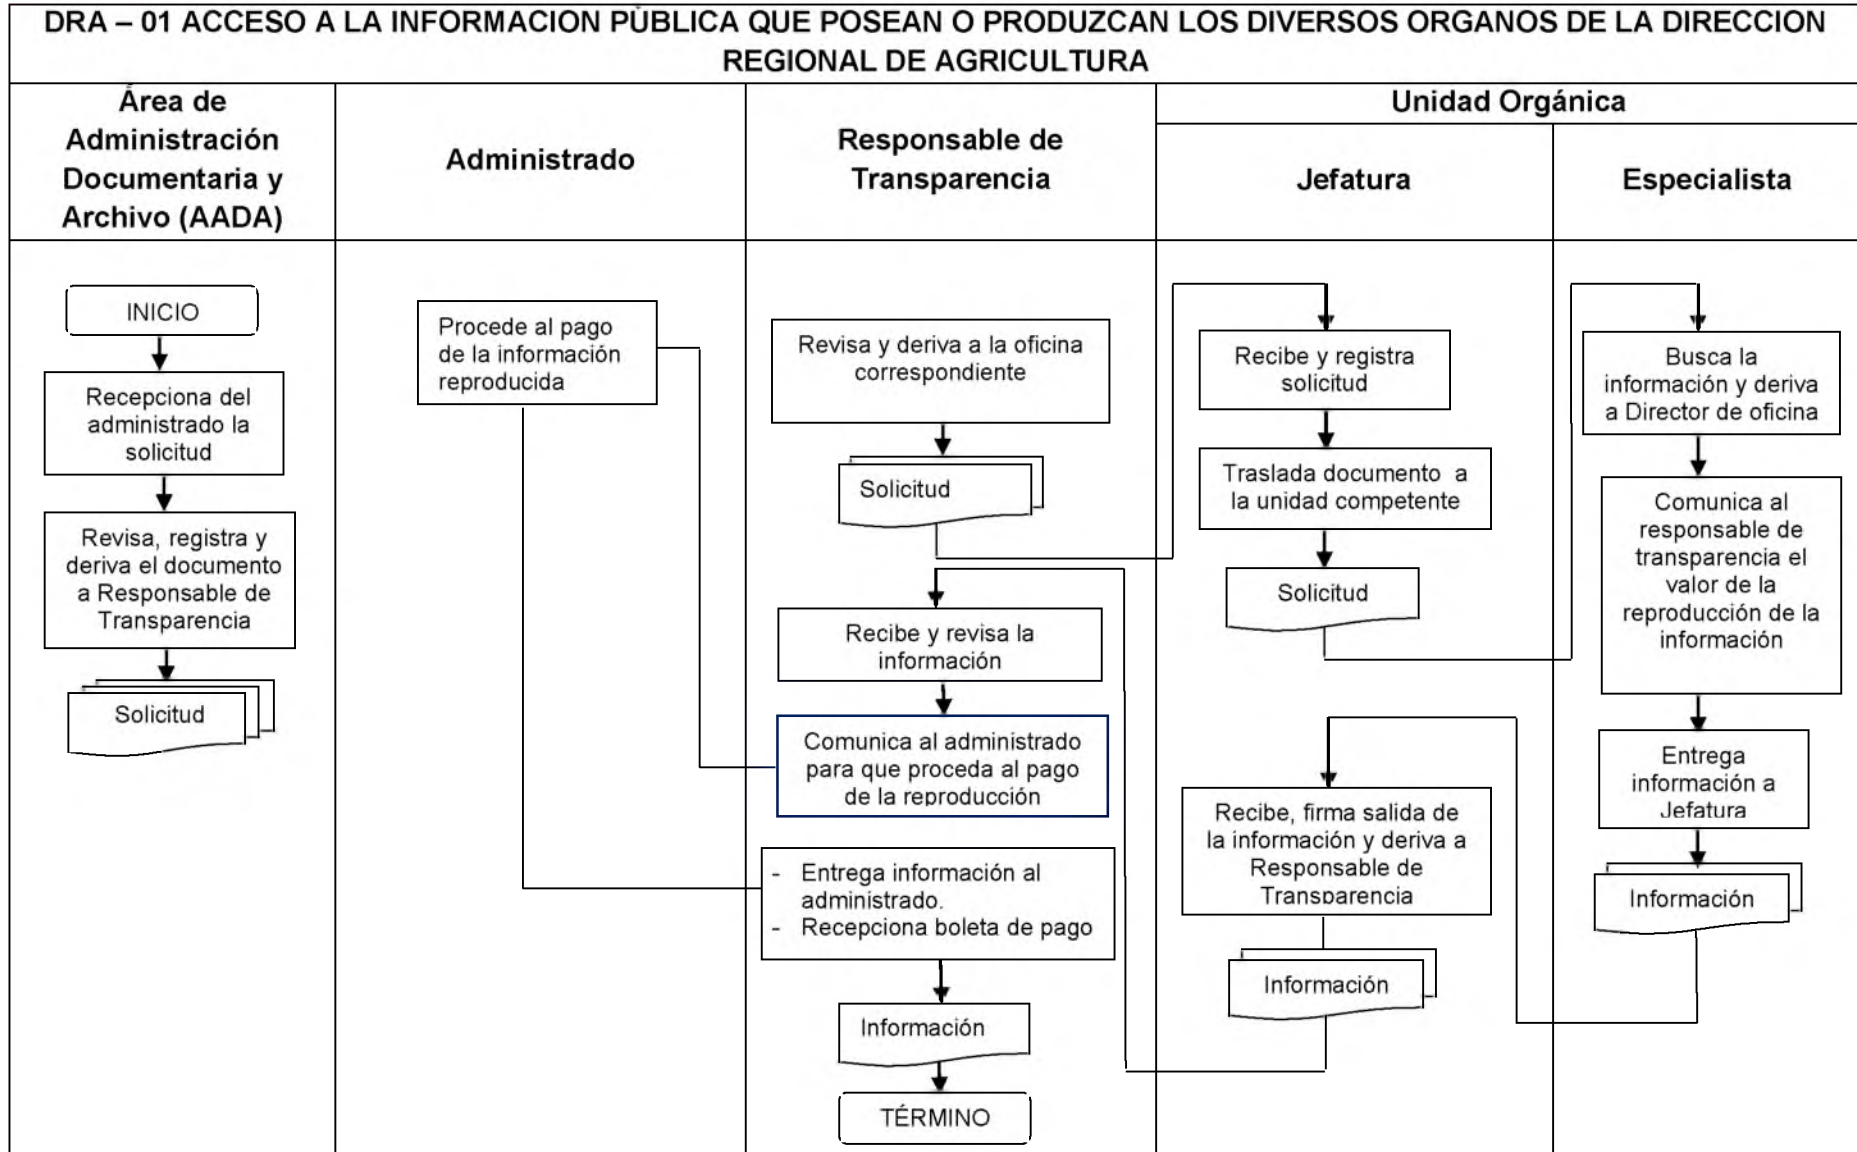 DRA – 01 ACCESO A LA INFORMACION PÚBLICA QUE POSEAN O PRODUZCAN LOS DIVERSOS ORGANOS DE LA DIRECCION
REGIONAL DE AGRICULTURA
Área de
Administración
Documentaria y
Archivo (AADA)
Administrado
Responsable de
Transparencia
Unidad Orgánica
Jefatura
Especialista
INICIO
Recepciona del
administrado la
solicitud
Revisa, registra y
deriva el documento
a Responsable de
Transparencia
Solicitud
Procede al pago
de la información
reproducida
Revisa y deriva a la oficina
correspondiente
Solicitud
Recibe y revisa la
información
Comunica al administrado
para que proceda al pago
de la reproducción
- Entrega información al
administrado.
- Recepciona boleta de pago
Información
TÉRMINO
Recibe y registra
solicitud
Traslada documento a
la unidad competente
Solicitud
Recibe, firma salida de
la información y deriva a
Responsable de
Transparencia
Información
Busca la
información y deriva
a Director de oficina
Comunica al
responsable de
transparencia el
valor de la
reproducción de la
información
Entrega
información a
Jefatura
Información